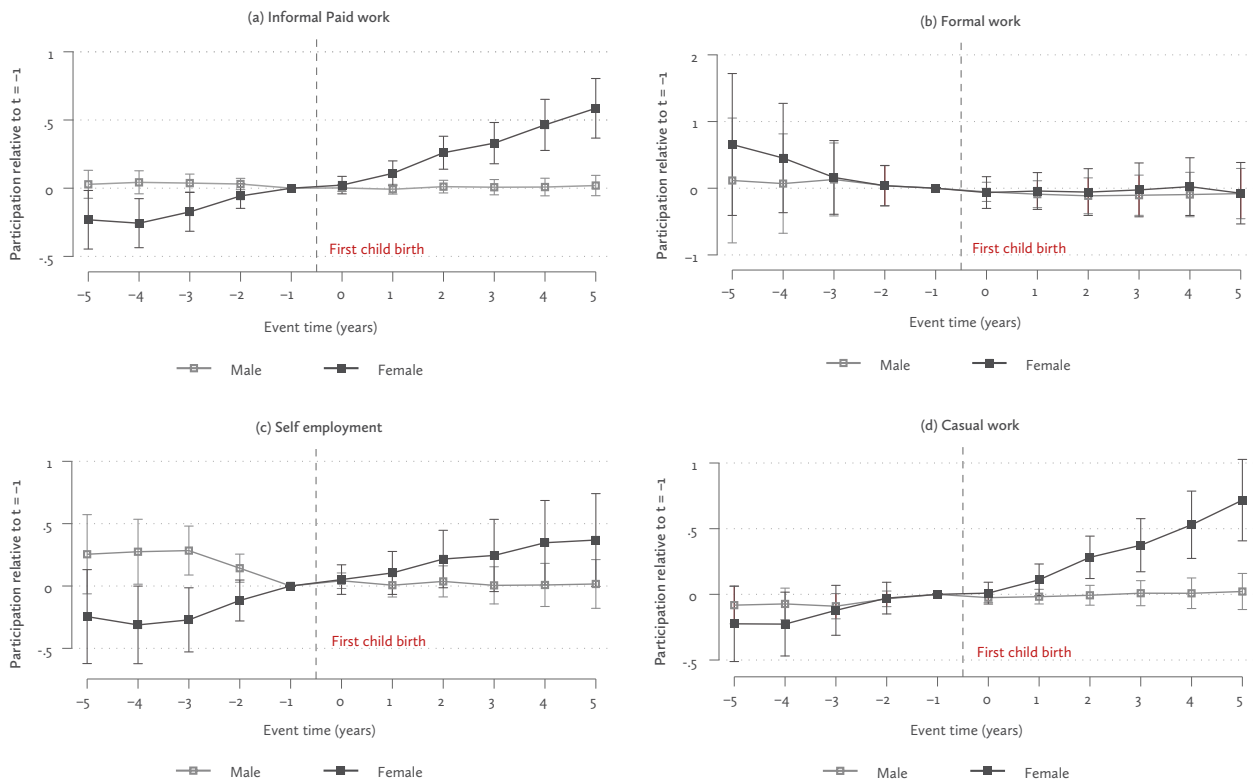 (a) Informal Paid work
Participation relative to t = −1
1
.5
0
-.5
First child birth
−5 −4 −3 −2 −1 0 1 2 3 4 5
Event time (years)
Male Female
(b) Formal work
Participation relative to t = −1
2
1
0
−1
First child birth
−5 −4 −3 −2 −1 0 1 2 3 4 5
Event time (years)
Male Female
(c) Self employment
Participation relative to t = −1
1
.5
0
-.5
First child birth
−5 −4 −3 −2 −1 0 1 2 3 4 5
Event time (years)
Male Female
(d) Casual work
Participation relative to t = −1
1
.5
0
-.5
First child birth
−5 −4 −3 −2 −1 0 1 2 3 4 5
Event time (years)
Male Female